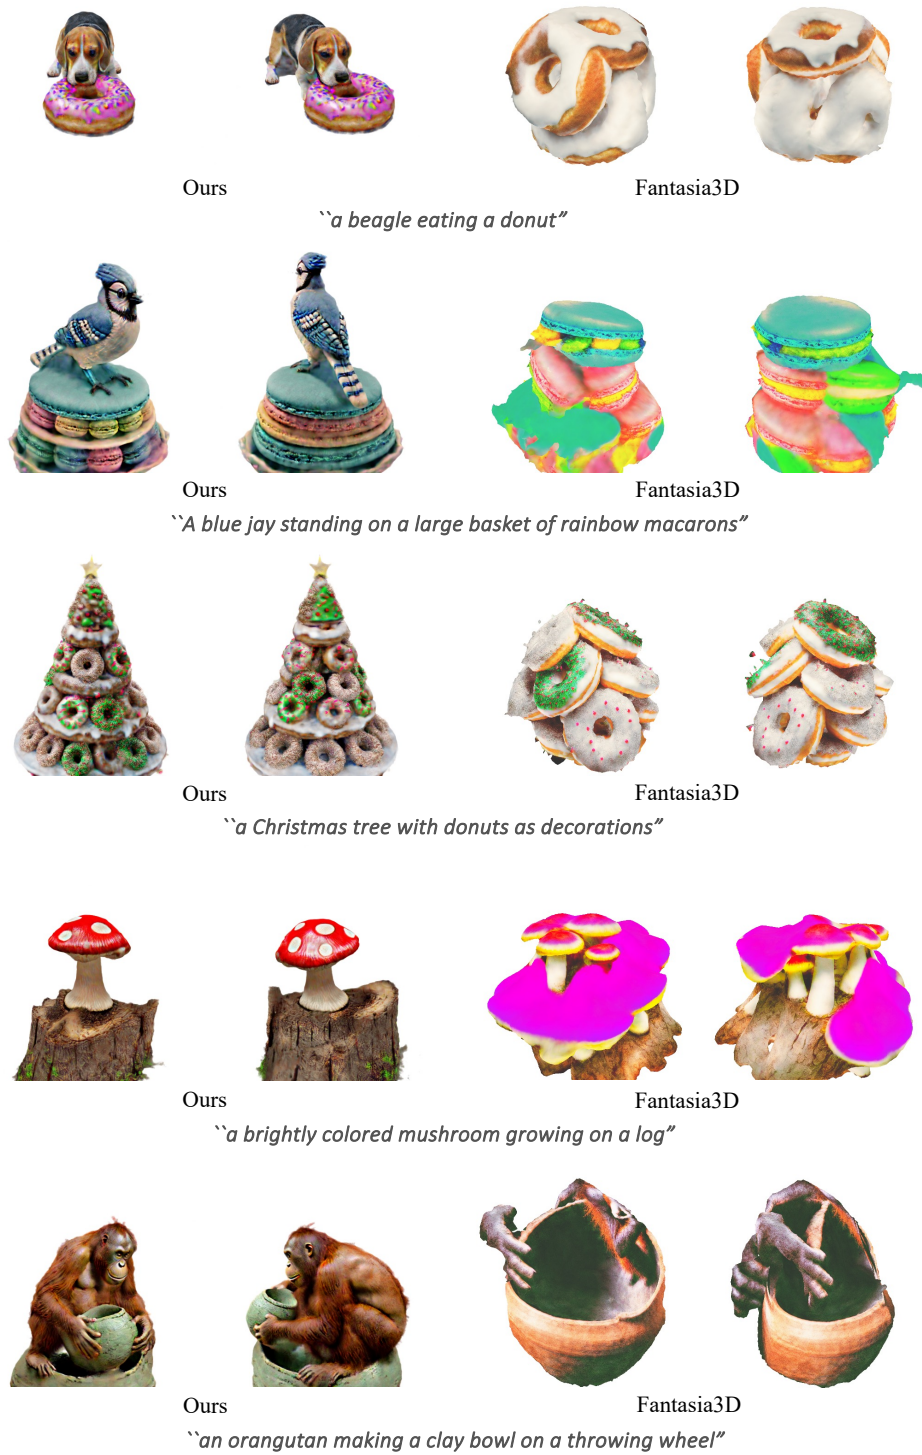 Ours
Fantasia3D
``a beagle eating a donut”
Ours
Fantasia3D
``A blue jay standing on a large basket of rainbow macarons”
Ours
Fantasia3D
``a Christmas tree with donuts as decorations”
Ours
Fantasia3D
``a brightly colored mushroom growing on a log”
Ours
Fantasia3D
``an orangutan making a clay bowl on a throwing wheel”